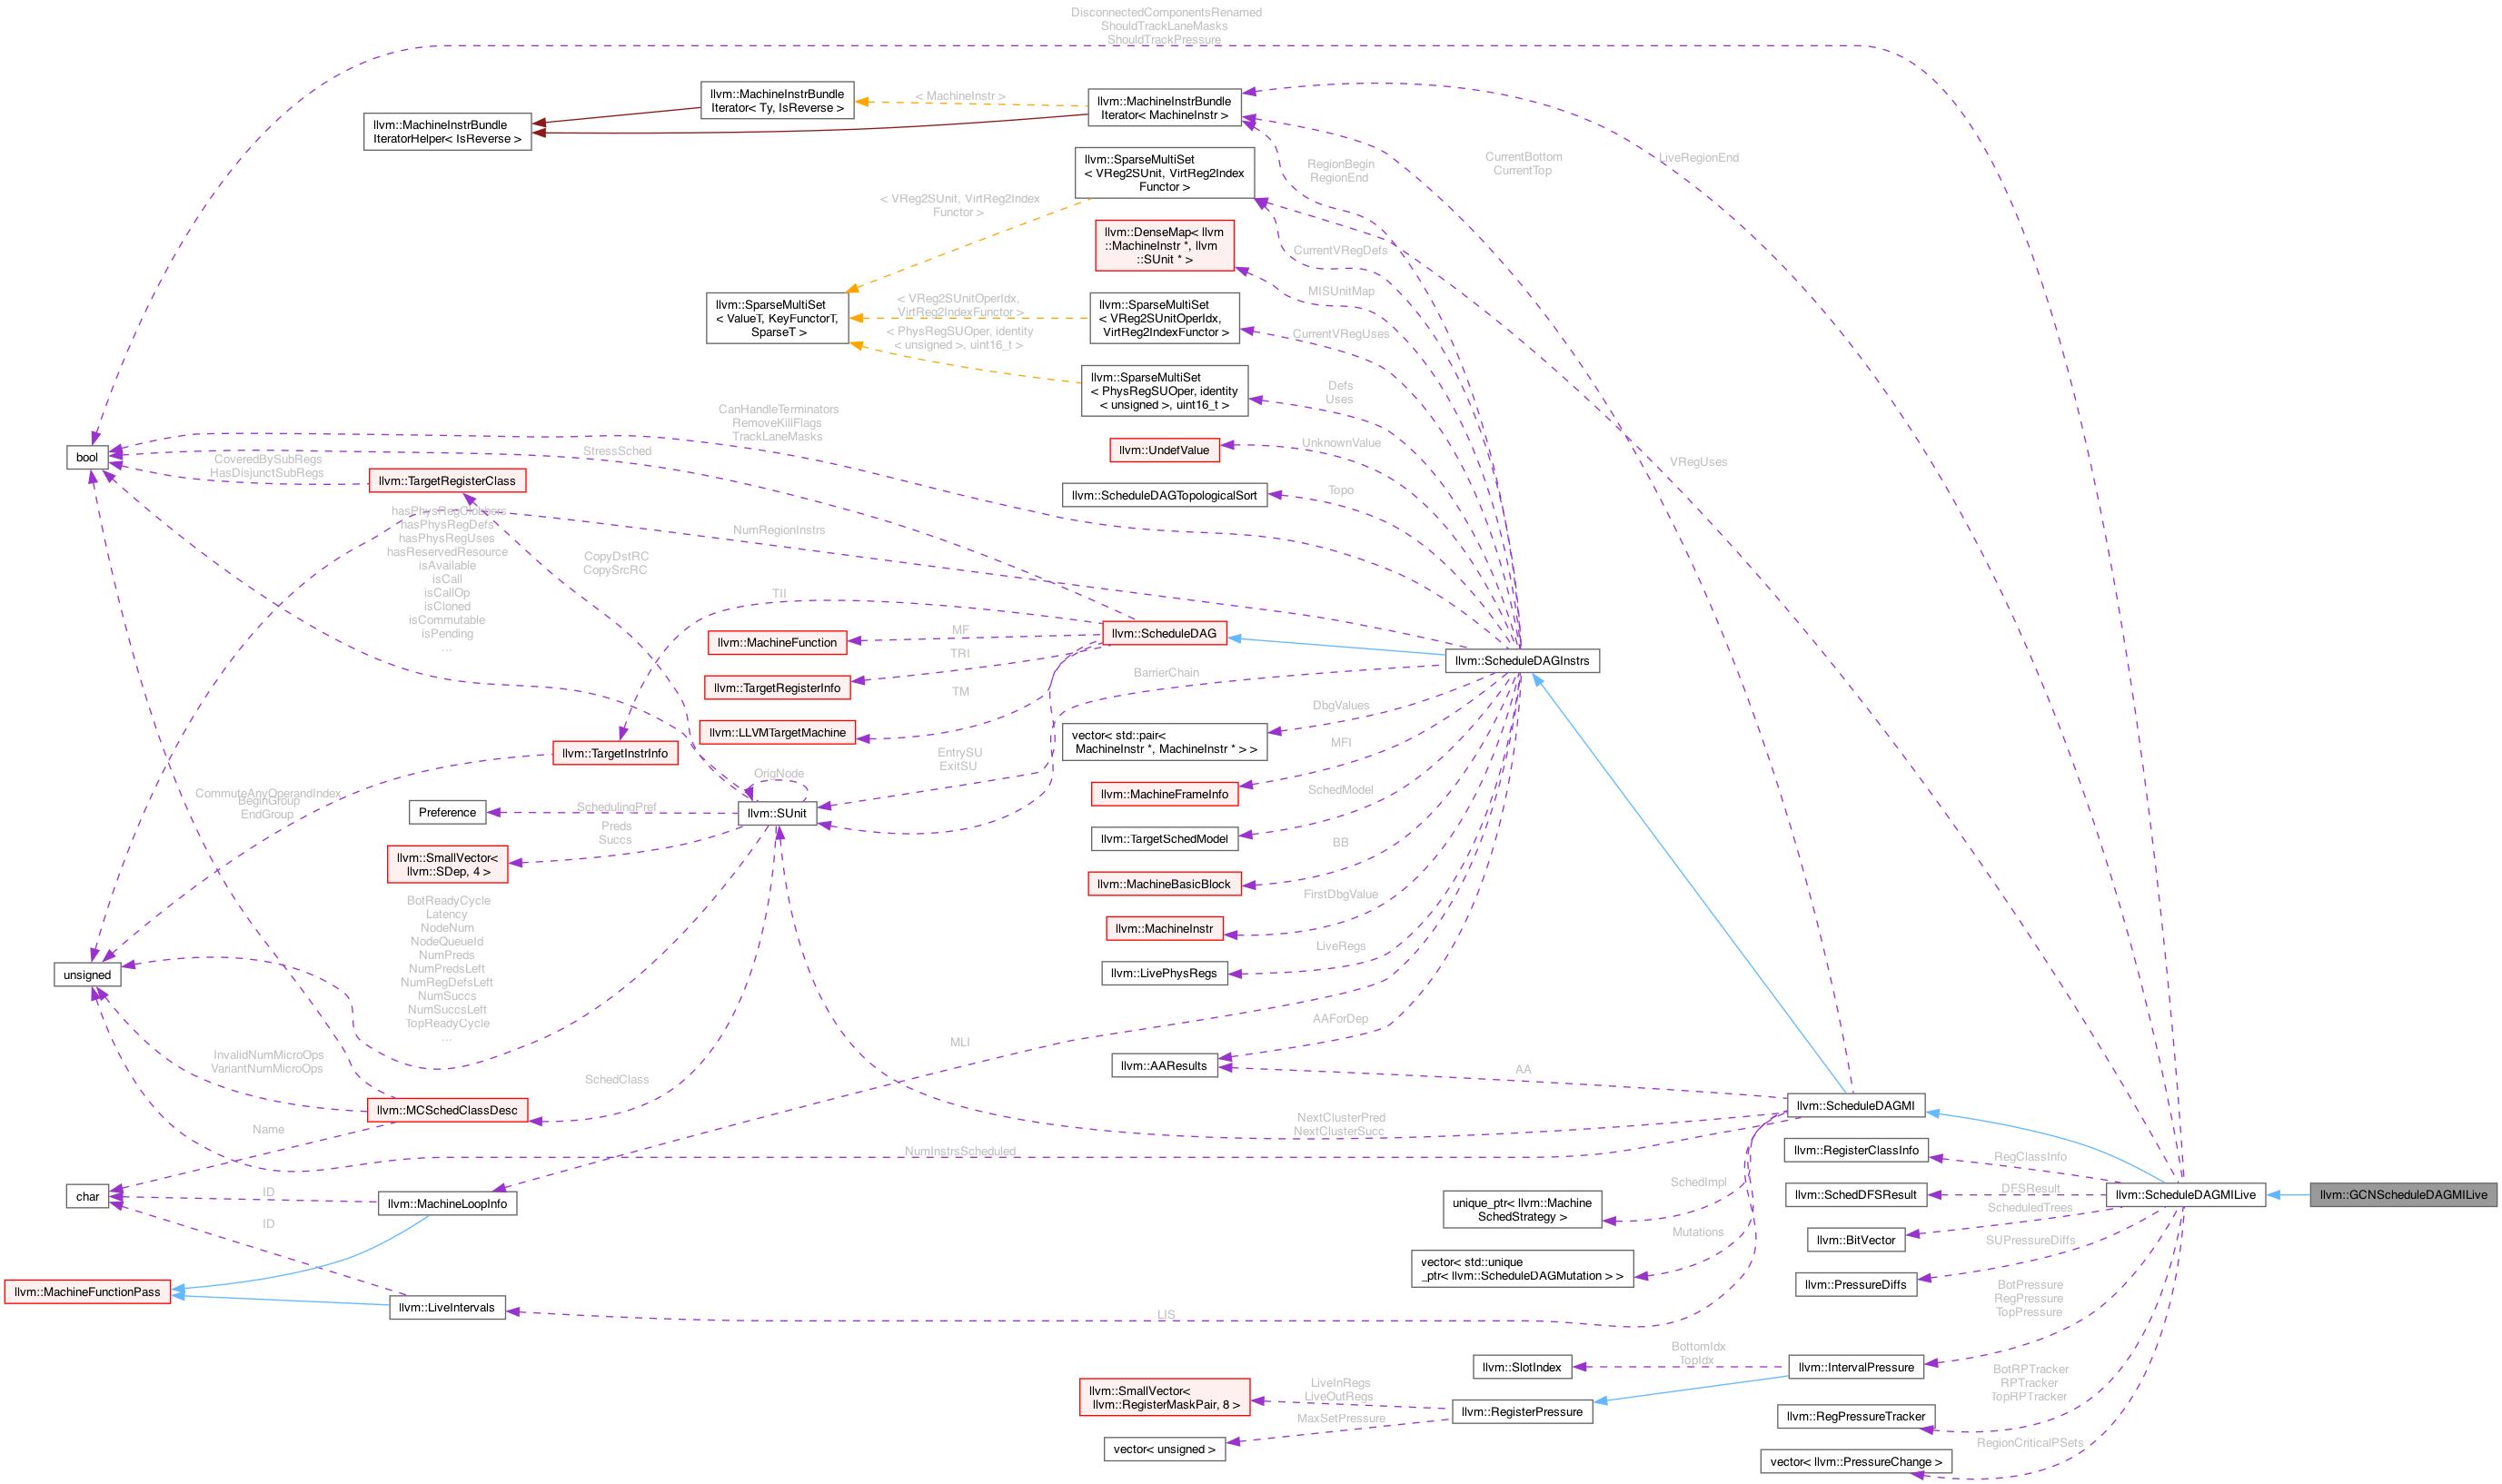 DisconnectedComponentsRenamed
ShouldTrackLaneMasks
ShouldTrackPressure
llvm::MachineInstrBundle
Iterator< Ty, IsReverse >
< MachineInstr >
llvm::MachineInstrBundle
Iterator< MachineInstr >
llvm::MachineInstrBundle
IteratorHelper< IsReverse >
llvm::SparseMultiSet
< VReg2SUnit, VirtReg2Index
Functor >
RegionBegin
RegionEnd
CurrentBottom
CurrentTop
LiveRegionEnd
< VReg2SUnit, VirtReg2Index
Functor >
llvm::DenseMap< llvm
::MachineInstr *, llvm
::SUnit * >
CurrentVRegDefs
MISUnitMap
llvm::SparseMultiSet
< ValueT, KeyFunctorT,
SparseT >
< VReg2SUnitOperIdx,
VirtReg2IndexFunctor >
llvm::SparseMultiSet
< VReg2SUnitOperIdx,
VirtReg2IndexFunctor >
CurrentVRegUses
< PhysRegSUOper, identity
< unsigned >, uint16_t >
llvm::SparseMultiSet
< PhysRegSUOper, identity
< unsigned >, uint16_t >
Defs
Uses
CanHandleTerminators
RemoveKillFlags
TrackLaneMasks
llvm::UndefValue
UnknownValue
bool
StressSched
CoveredBySubRegs
HasDisjunctSubRegs
llvm::TargetRegisterClass
VRegUses
llvm::ScheduleDAGTopologicalSort
Topo
hasPhysRegClobbers
hasPhysRegDefs
hasPhysRegUses
hasReservedResource
isAvailable
isCall
isCallOp
isCloned
isCommutable
isPending
...
NumRegionInstrs
CopyDstRC
CopySrcRC
TII
MF
llvm::MachineFunction
llvm::ScheduleDAG
TRI
llvm::TargetRegisterInfo
llvm::ScheduleDAGInstrs
BarrierChain
TM
llvm::LLVMTargetMachine
DbgValues
vector< std::pair<
MachineInstr *, MachineInstr * > >
MFI
llvm::TargetInstrInfo
EntrySU
ExitSU
OrigNode
CommuteAnyOperandIndex
BeginGroup
EndGroup
llvm::MachineFrameInfo
SchedModel
Preference
SchedulingPref
llvm::SUnit
Preds
Succs
llvm::TargetSchedModel
BB
llvm::SmallVector<
llvm::SDep, 4 >
llvm::MachineBasicBlock
FirstDbgValue
BotReadyCycle
Latency
NodeNum
NodeQueueId
NumPreds
NumPredsLeft
NumRegDefsLeft
NumSuccs
NumSuccsLeft
TopReadyCycle
...
llvm::MachineInstr
LiveRegs
unsigned
llvm::LivePhysRegs
AAForDep
MLI
InvalidNumMicroOps
VariantNumMicroOps
SchedClass
llvm::AAResults
AA
llvm::ScheduleDAGMI
llvm::MCSchedClassDesc
Name
NextClusterPred
NextClusterSucc
NumInstrsScheduled
llvm::RegisterClassInfo
RegClassInfo
char
ID
llvm::MachineLoopInfo
SchedImpl
unique_ptr< llvm::Machine
SchedStrategy >
llvm::SchedDFSResult
DFSResult
llvm::ScheduleDAGMILive
llvm::GCNScheduleDAGMILive
ID
ScheduledTrees
llvm::BitVector
Mutations
SUPressureDiffs
vector< std::unique
_ptr< llvm::ScheduleDAGMutation > >
llvm::PressureDiffs
llvm::MachineFunctionPass
llvm::LiveIntervals
LIS
BotPressure
RegPressure
TopPressure
BottomIdx
TopIdx
llvm::SlotIndex
llvm::IntervalPressure
llvm::SmallVector<
llvm::RegisterMaskPair, 8 >
LiveInRegs
LiveOutRegs
MaxSetPressure
llvm::RegisterPressure
BotRPTracker
RPTracker
TopRPTracker
llvm::RegPressureTracker
vector< unsigned >
RegionCriticalPSets
vector< llvm::PressureChange >